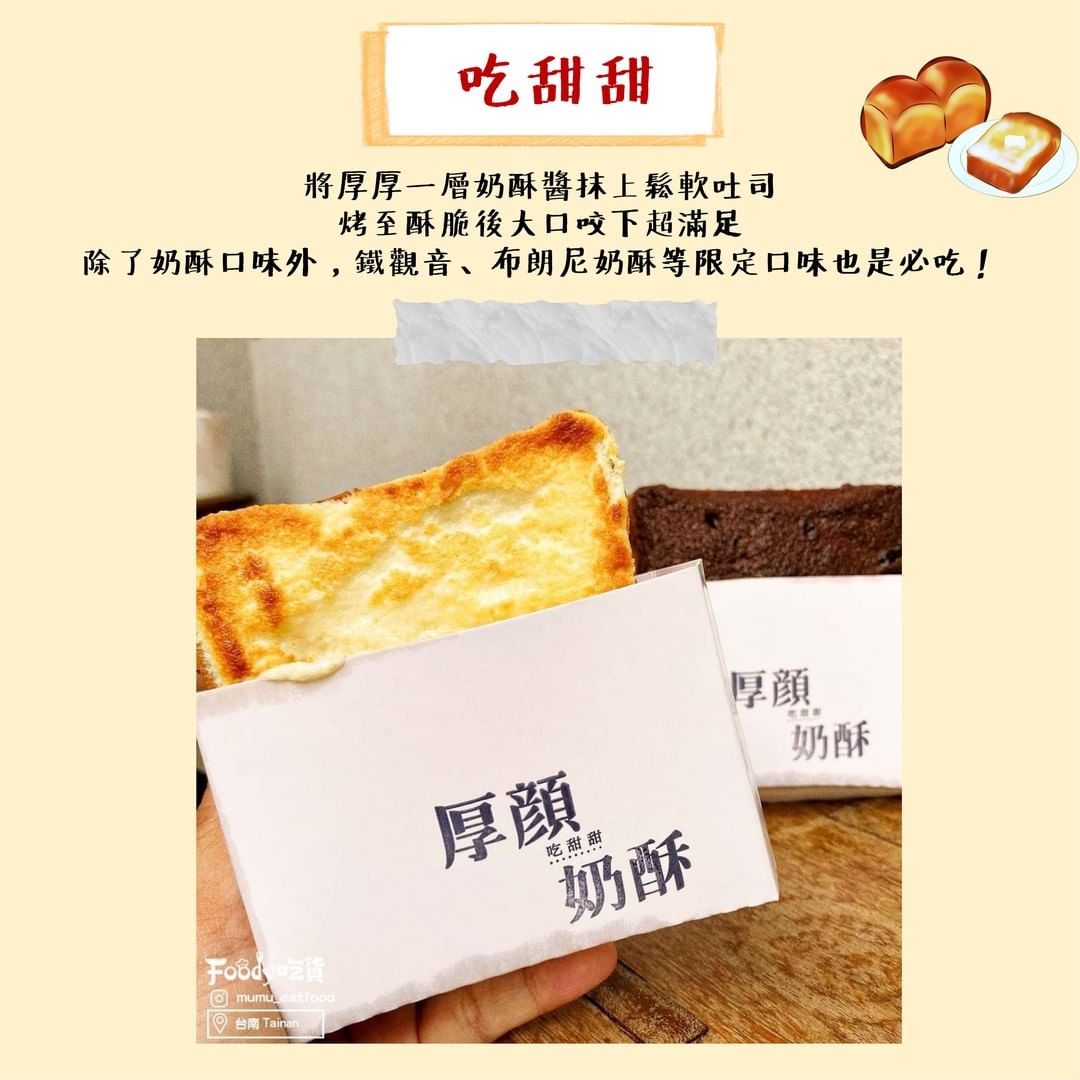 吃甜甜
將厚厚一層奶酥醬抹上鬆軟吐司
烤至酥脆後大口咬下超滿足
除了奶酥口味外，鐵觀音、布朗尼奶酥等限定口味也是必吃！
厚顏
吃甜甜
奶酥
厚顏
吃甜甜
奶酥
Foody吃貨
mumu_eatfood
台南 Tainan